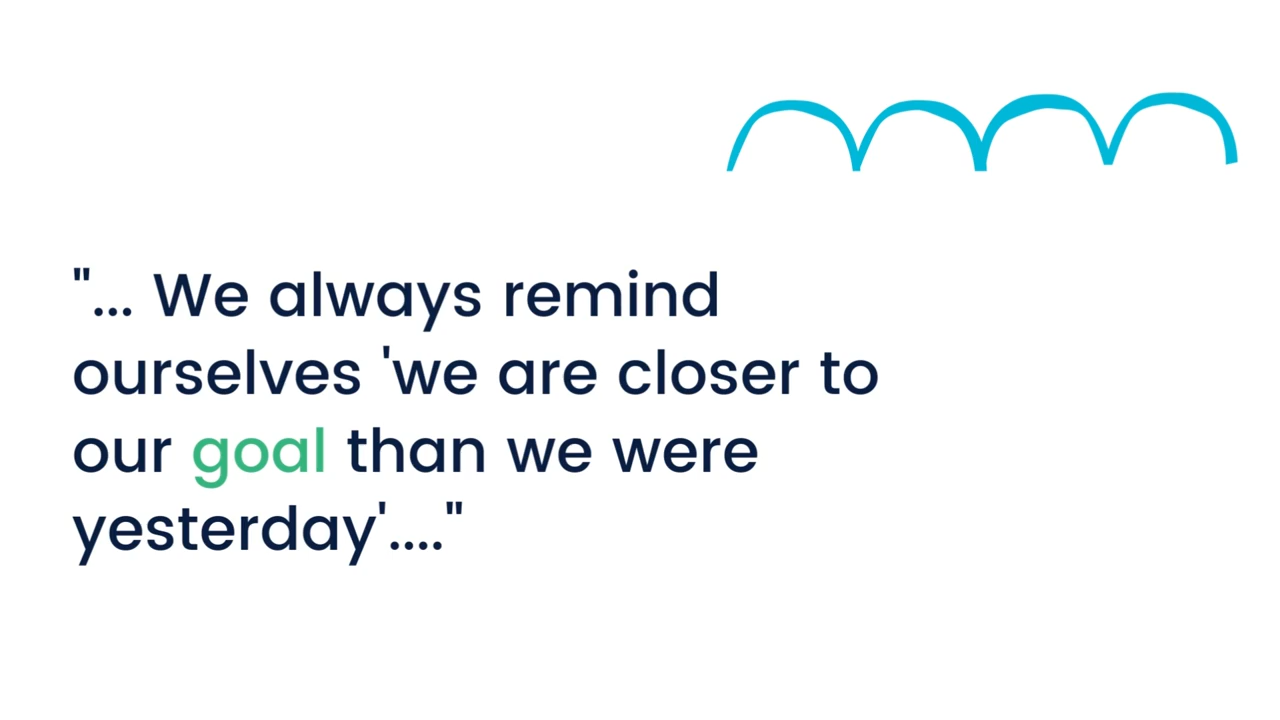 "... We always remind
ourselves 'we are closer to
our goal than we were
yesterday'...."